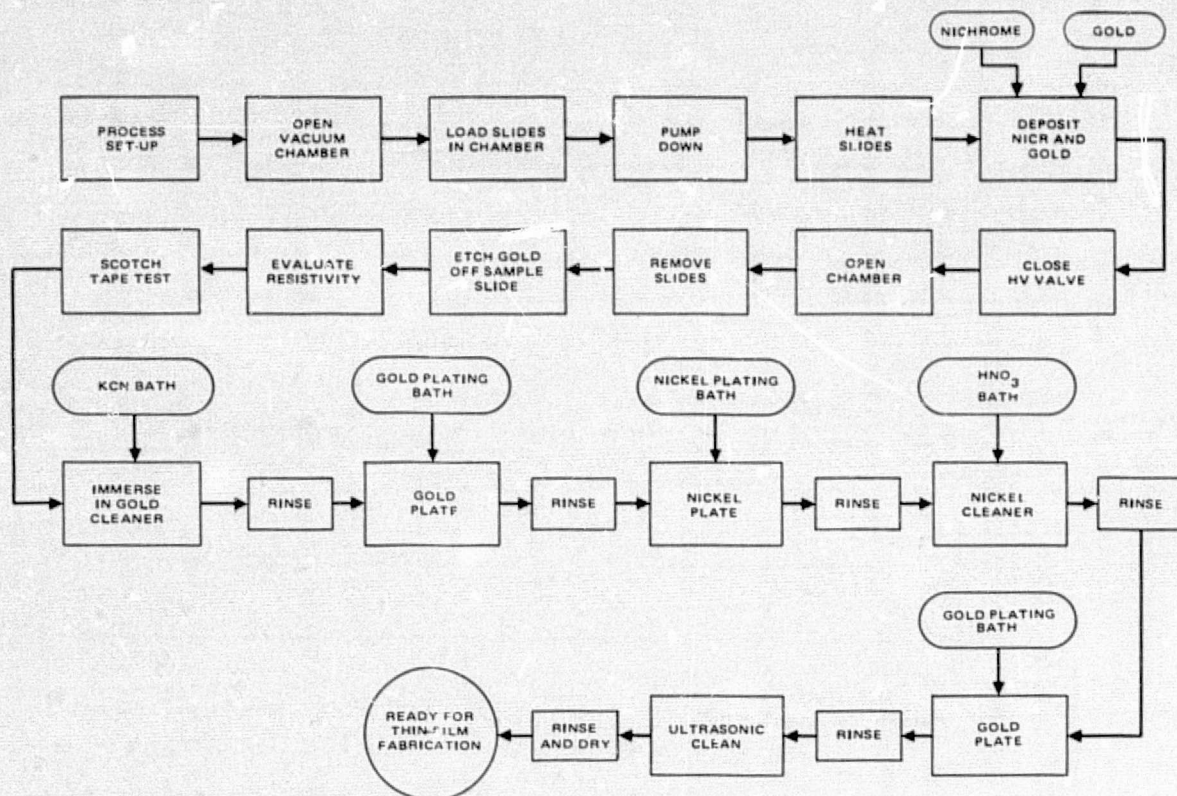 NICHROME
GOLD
PROCESS
SET-UP
OPEN
VACUUM
CHAMBER
LOAD SLIDES
IN CHAMBER
PUMP
DOWN
HEAT
SLIDES
DEPOSIT
NICR AND
GOLD
SCOTCH
TAPE TEST
EVALUATE
RESISTIVITY
ETCH GOLD
OFF SAMPLE
SLIDE
REMOVE
SLIDES
OPEN
CHAMBER
CLOSE
HV VALVE
KCN BATH
GOLD PLATING
BATH
NICKEL PLATING
BATH
HNO3
BATH
IMMERSE
IN GOLD
CLEANER
RINSE
GOLD
PLATE
RINSE
NICKEL
PLATE
RINSE
NICKEL
CLEANER
RINSE
GOLD PLATING
BATH
READY FOR
THIN-FILM
FABRICATION
RINSE
AND DRY
ULTRASONIC
CLEAN
RINSE
GOLD
PLATE